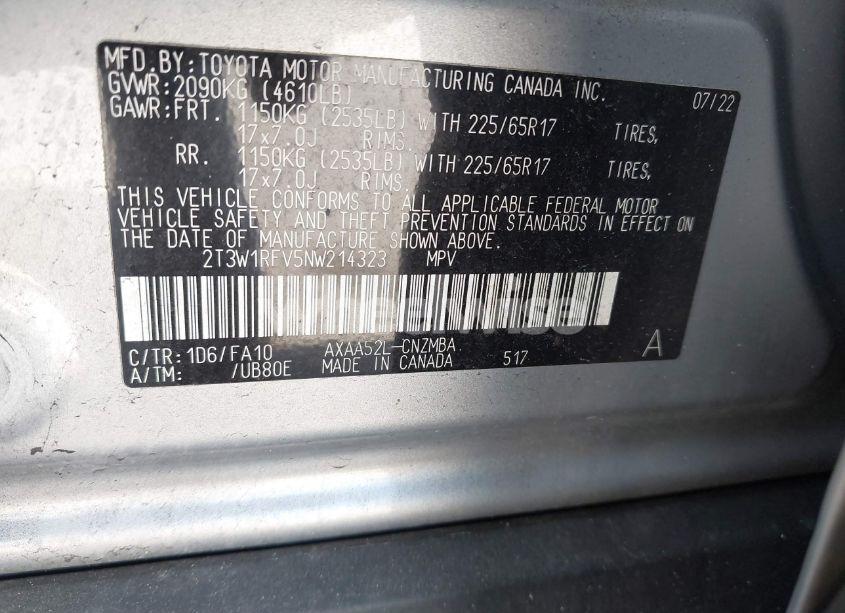 MFD. BY: TOYOTA MOTOR MANUFACTURING CANADA INC. 07/22
GVWR: 2090KG (4610LB)
GAWR: FRT. 1150KG (2535LB) WITH 225/65R17 TIRES,
17x7.0J RIMS.
RR. 1150KG (2535LB) WITH 225/65R17 TIRES,
17x7.0J RIMS.
THIS VEHICLE CONFORMS TO ALL APPLICABLE FEDERAL MOTOR
VEHICLE SAFETY AND THEFT PREVENTION STANDARDS IN EFFECT ON
THE DATE OF MANUFACTURE SHOWN ABOVE.
2T3W1RFV5NW214323 MPV
C/TR: 1D6/FA10 AXAA52L-CNZMBA A
A/TM: /UB80E MADE IN CANADA 517